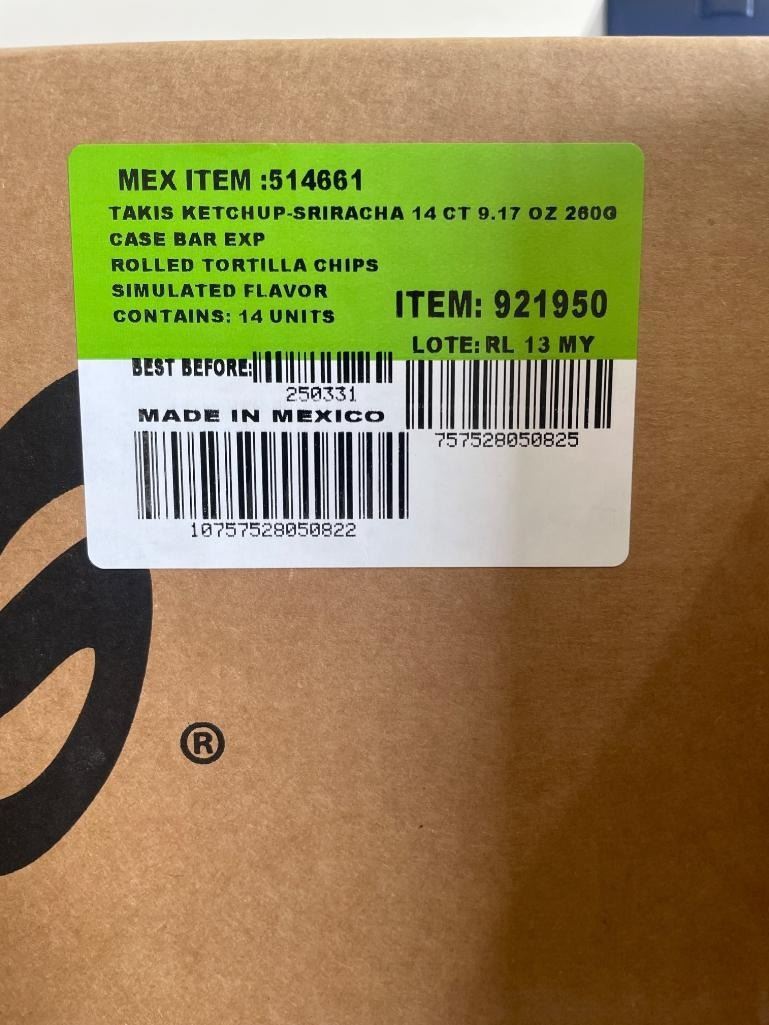 MEX ITEM :514661
TAKIS KETCHUP-SRIRACHA 14 CT 9.17 OZ 260G
CASE BAR EXP
ROLLED TORTILLA CHIPS
SIMULATED FLAVOR
CONTAINS: 14 UNITS
ITEM: 921950
LOTE: RL 13 MY
BEST BEFORE:
250331
MADE IN MEXICO
757528050825
10757528050822
®